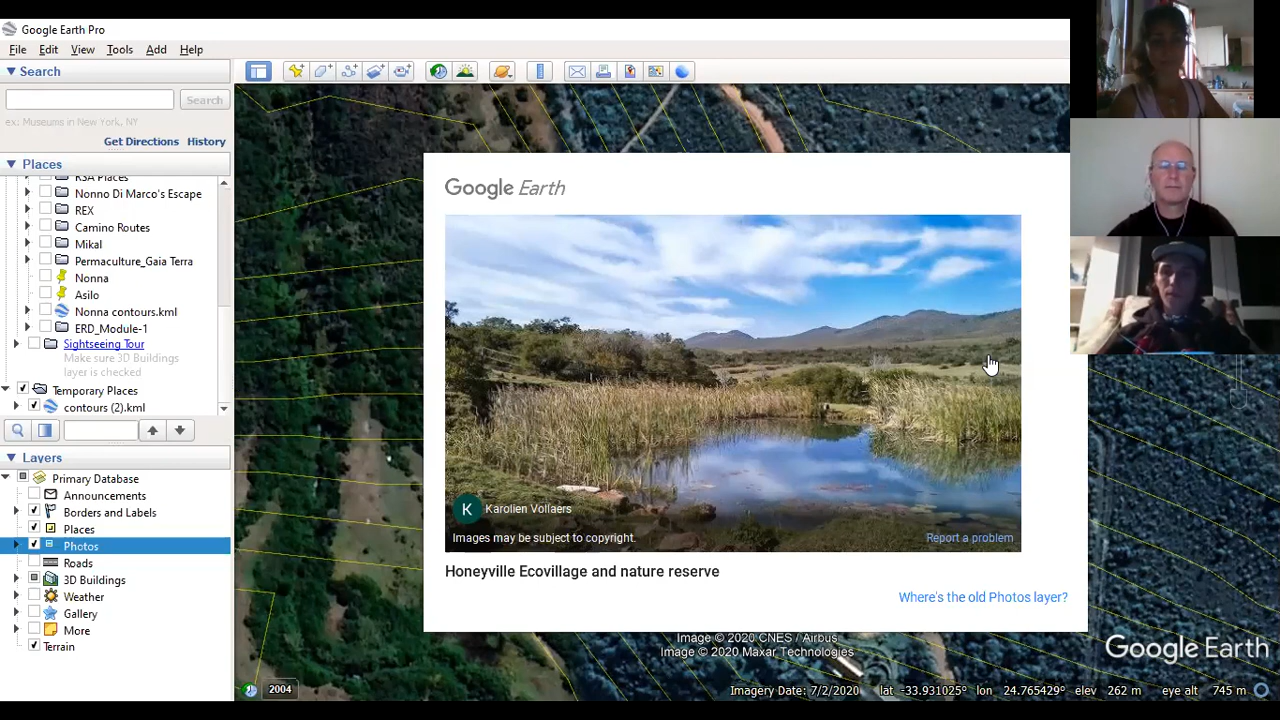 Google Earth Pro
File Edit View Tools Add Help
Search
Search
ex: Museums in New York, NY
Get Directions History
Places
RSA Places
Nonno Di Marco's Escape
REX
Camino Routes
Mikal
Permaculture_Gaia Terra
Nonna
Asilo
Nonna contours.kml
ERD_Module-1
Sightseeing Tour
Make sure 3D Buildings
layer is checked
Temporary Places
contours (2).kml
Layers
Primary Database
Announcements
Borders and Labels
Places
Photos
Roads
3D Buildings
Weather
Gallery
More
Terrain
Google Earth
K Karolien Vollaers
Images may be subject to copyright.
Report a problem
Honeyville Ecovillage and nature reserve
Where's the old Photos layer?
Image © 2020 CNES / Airbus
Image © 2020 Maxar Technologies
Google Earth
2004
Imagery Date: 7/2/2020 lat -33.931025° lon 24.765429° elev 262 m eye alt 745 m